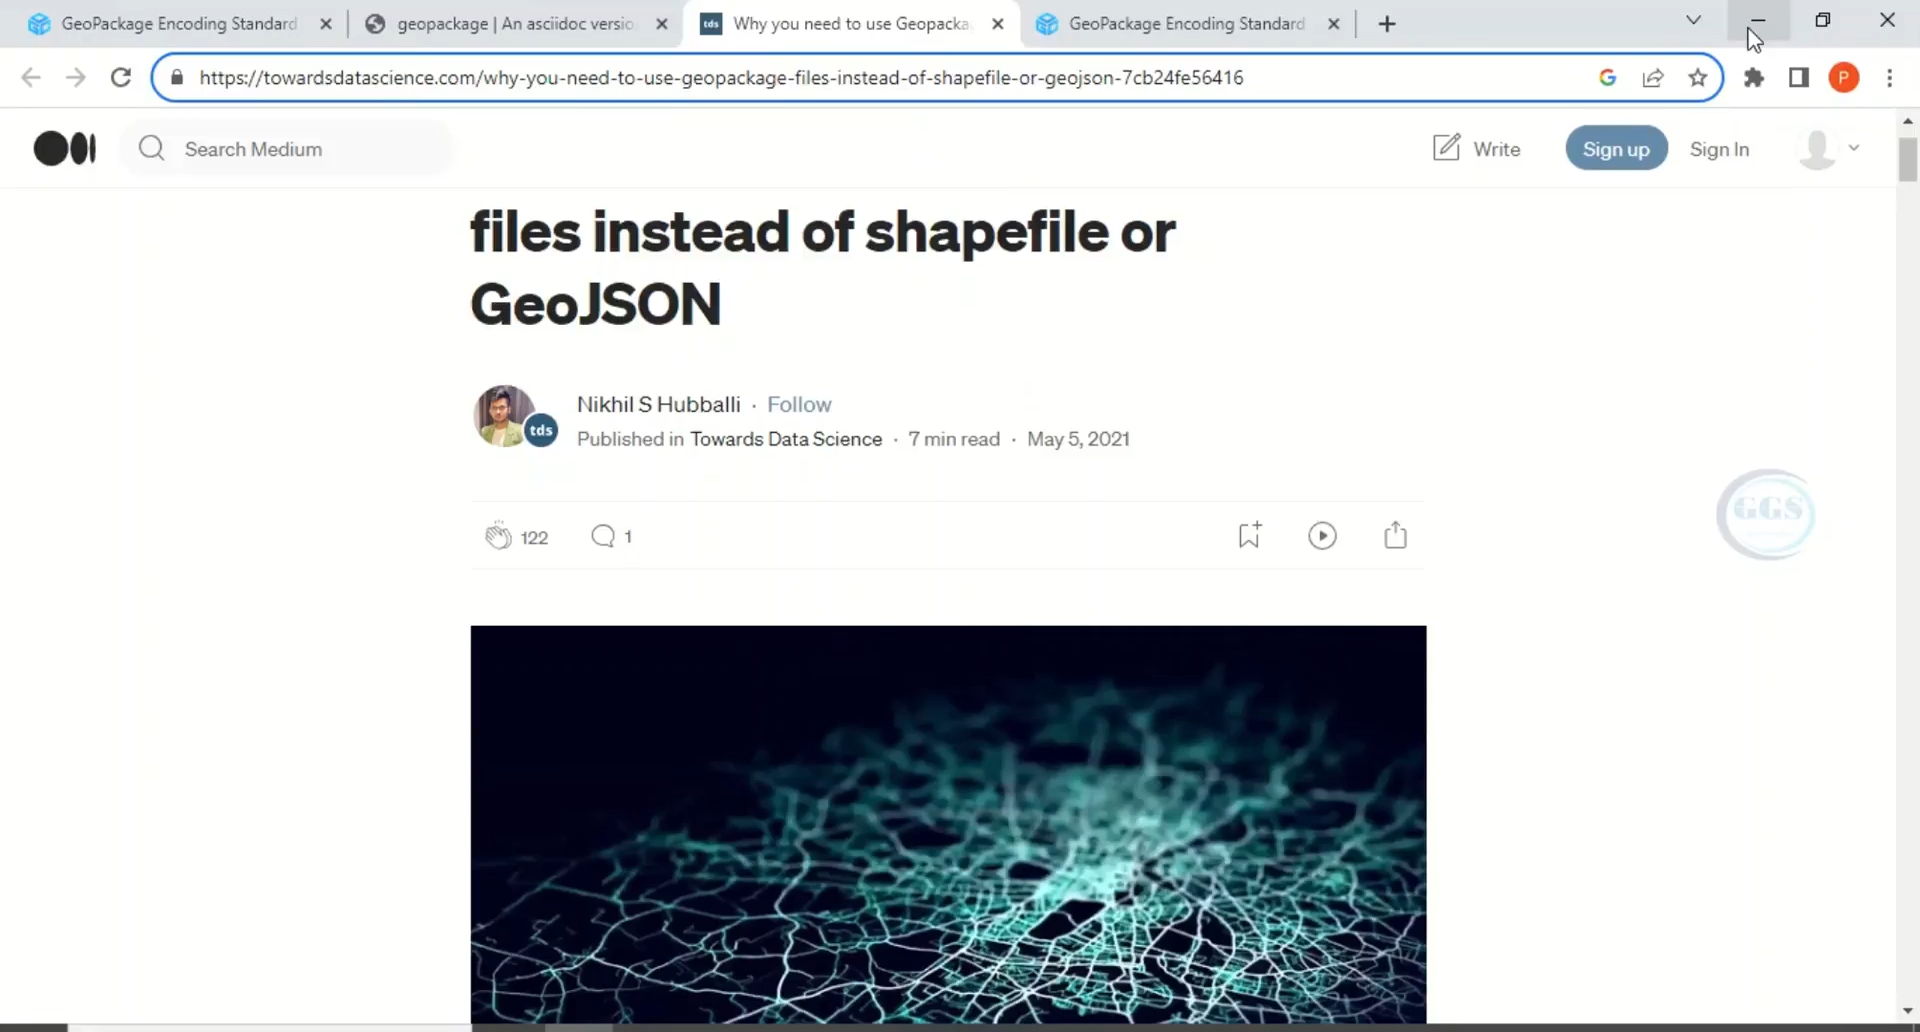 GeoPackage Encoding Standard
geopackage | An asciidoc versio
tds Why you need to use Geopacka
GeoPackage Encoding Standard
https://towardsdatascience.com/why-you-need-to-use-geopackage-files-instead-of-shapefile-or-geojson-7cb24fe56416
P
Search Medium
Write
Sign up
Sign In
files instead of shapefile or
GeoJSON
Nikhil S Hubballi · Follow
tds
Published in Towards Data Science · 7 min read · May 5, 2021
122
1
GGS